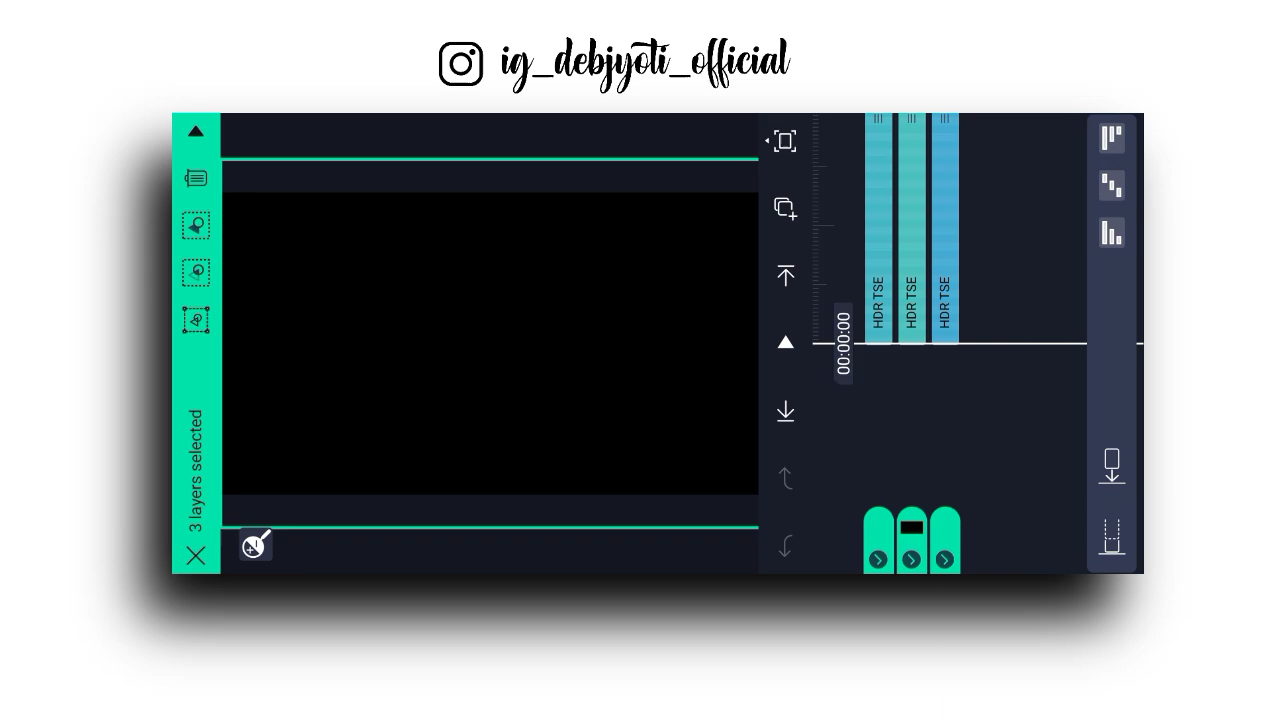 ig_debjyoti_official
3 layers selected
00:00:00
HDR TSE
HDR TSE
HDR TSE